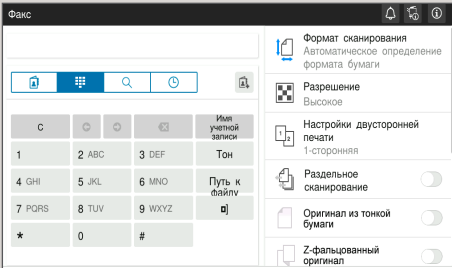 Факс
Формат сканирования
Автоматическое определение
формата бумаги
Разрешение
Высокое
Настройки двусторонней
печати
1-сторонняя
Раздельное
сканирование
Оригинал из тонкой
бумаги
Z-фальцованный
оригинал
C
Имя
учетной
записи
1
2 ABC
3 DEF
Тон
4 GHI
5 JKL
6 MNO
Путь к
файлу
7 PQRS
8 TUV
9 WXYZ
*
0
#